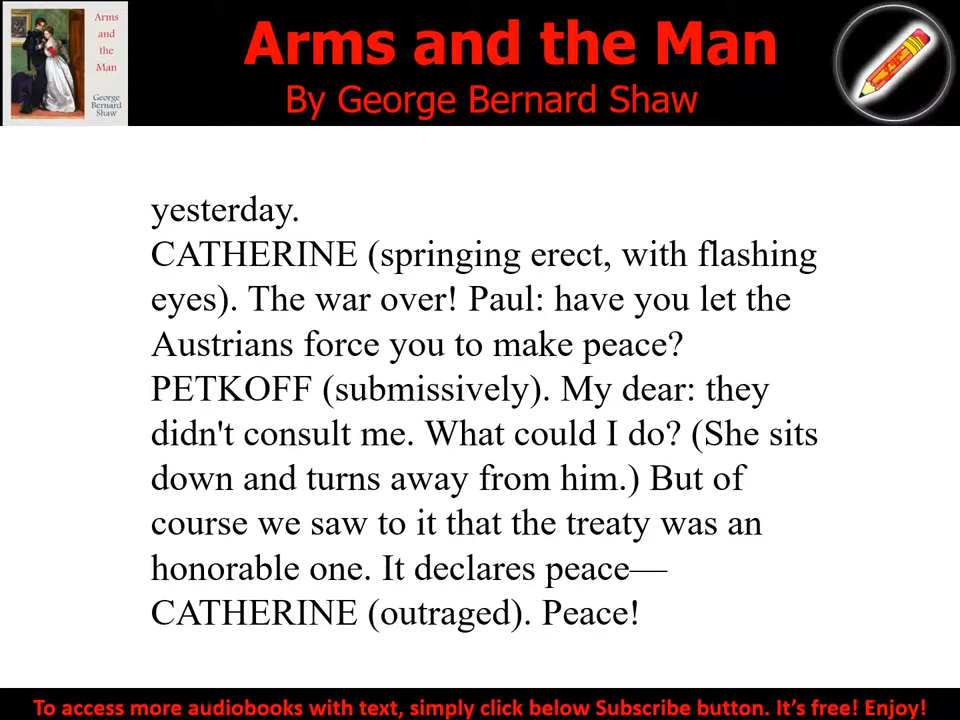 Arms
and
the
Man
George
Bernard
Shaw
Arms and the Man
By George Bernard Shaw
yesterday.
CATHERINE (springing erect, with flashing
eyes). The war over! Paul: have you let the
Austrians force you to make peace?
PETKOFF (submissively). My dear: they
didn't consult me. What could I do? (She sits
down and turns away from him.) But of
course we saw to it that the treaty was an
honorable one. It declares peace—
CATHERINE (outraged). Peace!
To access more audiobooks with text, simply click below Subscribe button. It’s free! Enjoy!